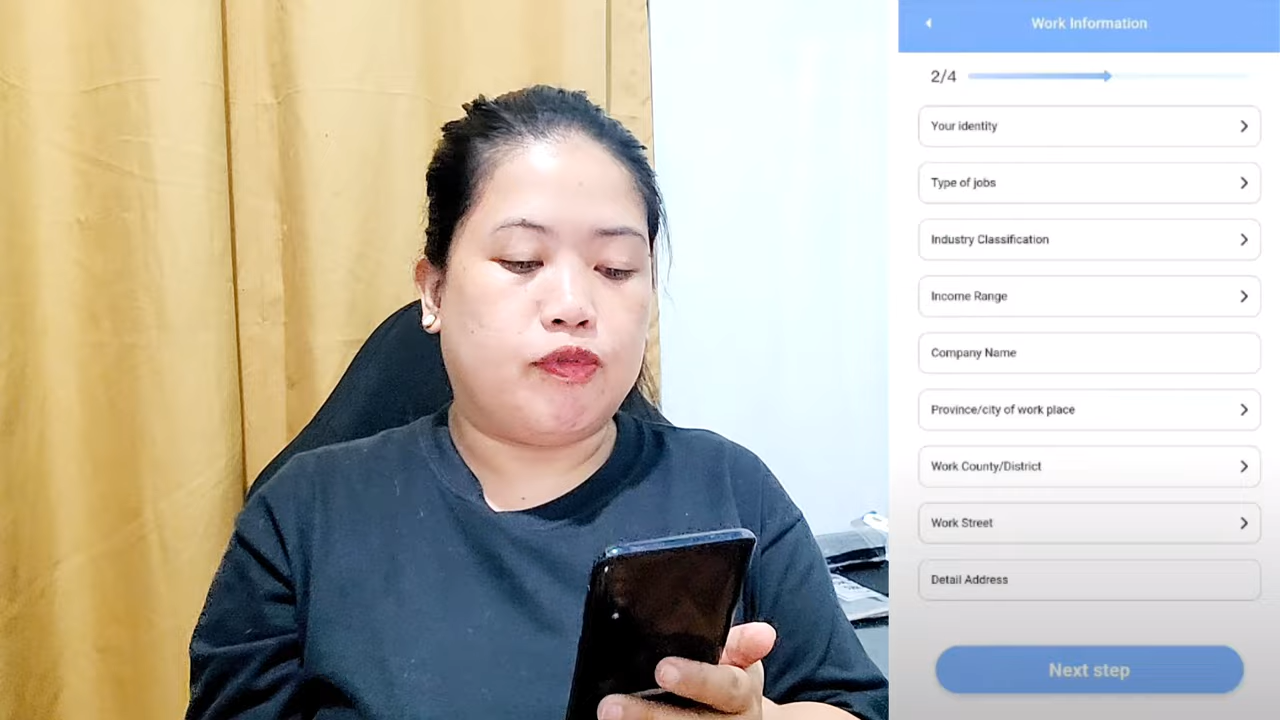 Work Information
2/4
Your identity
Type of jobs
Industry Classification
Income Range
Company Name
Province/city of work place
Work County/District
Work Street
Detail Address
Next step